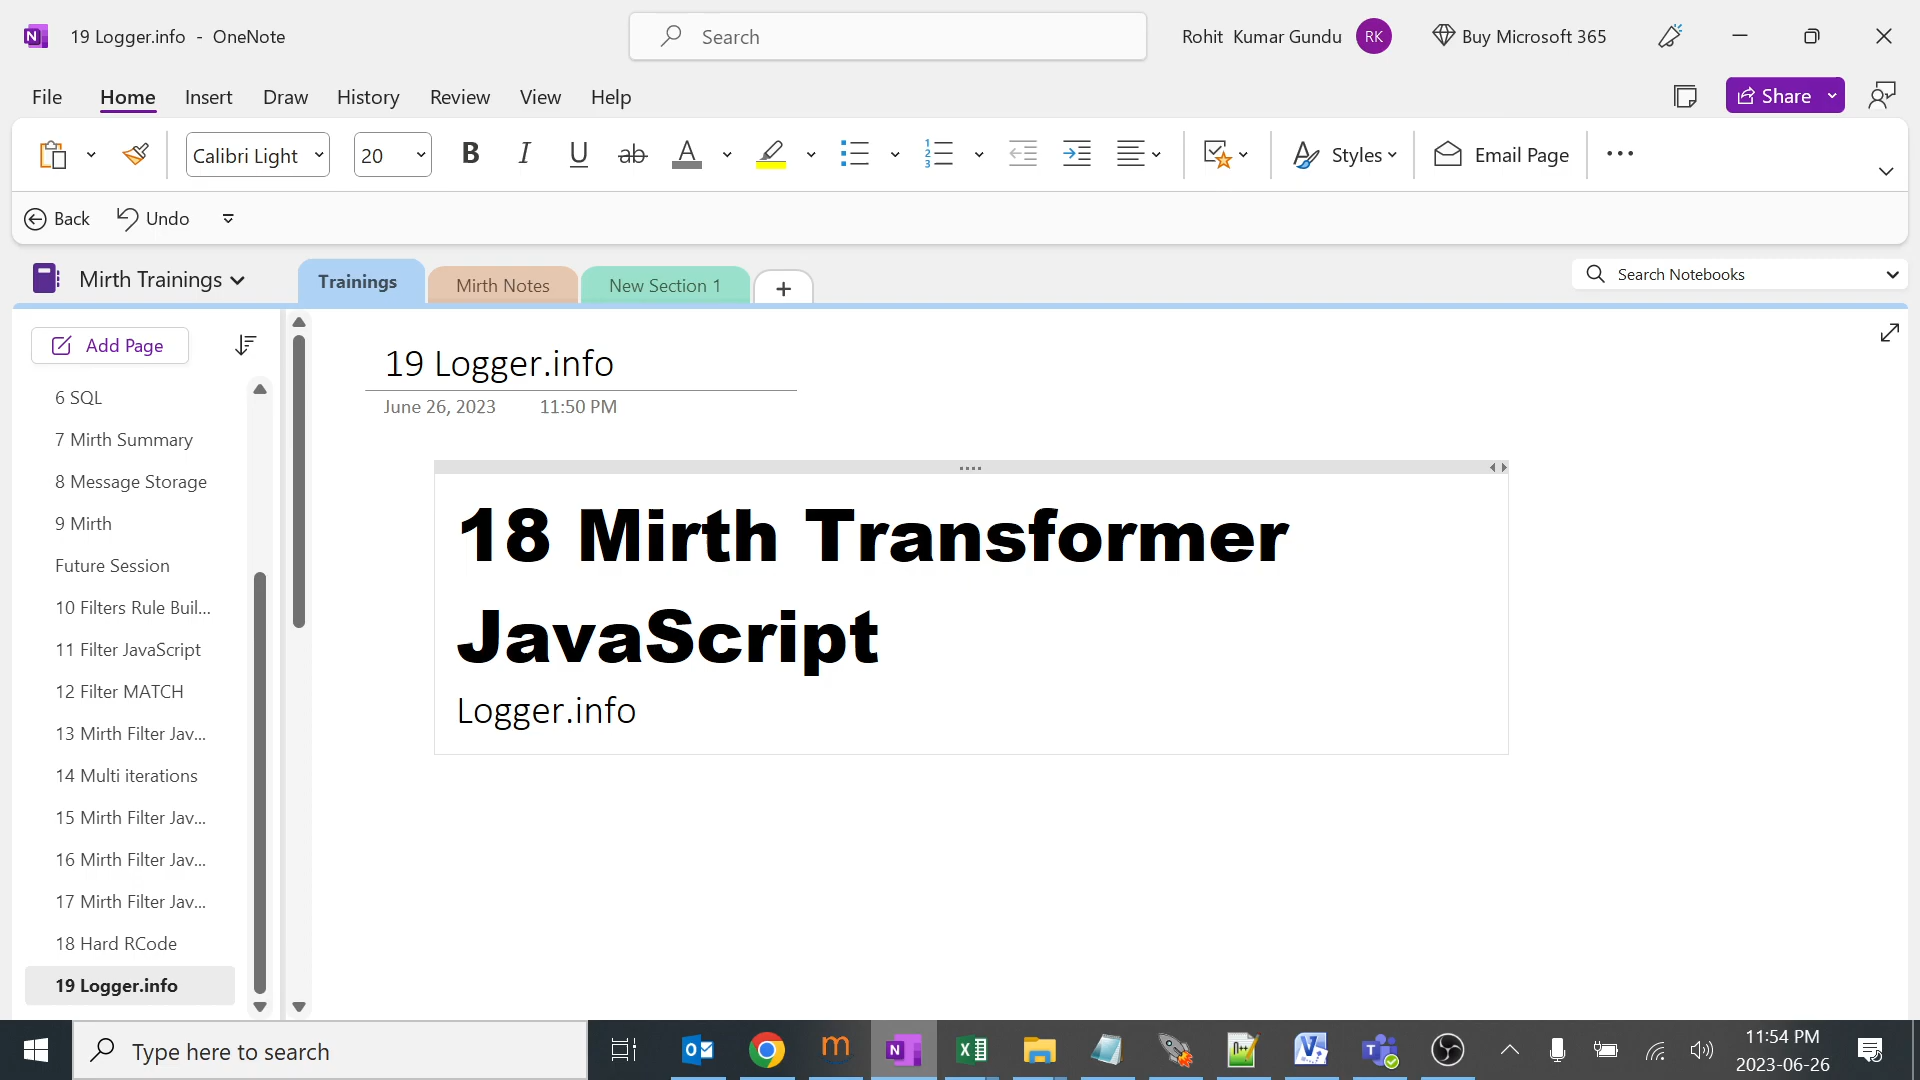 19 Logger.info - OneNote
Search
Rohit Kumar Gundu
RK
Buy Microsoft 365
File
Home
Insert
Draw
History
Review
View
Help
Share
Calibri Light
20
Styles
Email Page
Back
Undo
Mirth Trainings
Trainings
Mirth Notes
New Section 1
Search Notebooks
Add Page
6 SQL
7 Mirth Summary
8 Message Storage
9 Mirth
Future Session
10 Filters Rule Buil...
11 Filter JavaScript
12 Filter MATCH
13 Mirth Filter Jav...
14 Multi iterations
15 Mirth Filter Jav...
16 Mirth Filter Jav...
17 Mirth Filter Jav...
18 Hard RCode
19 Logger.info
19 Logger.info
June 26, 2023 11:50 PM
18 Mirth Transformer
JavaScript
Logger.info
Type here to search
11:54 PM
2023-06-26